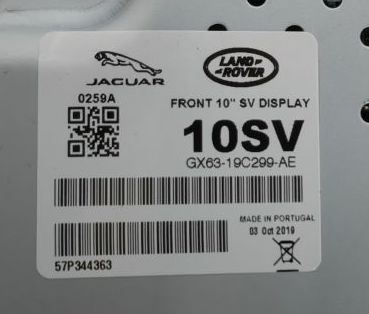 JAGUAR
LAND ROVER
0259A
FRONT 10" SV DISPLAY
10SV
GX63-19C299-AE
MADE IN PORTUGAL
03 Oct 2019
57P344363